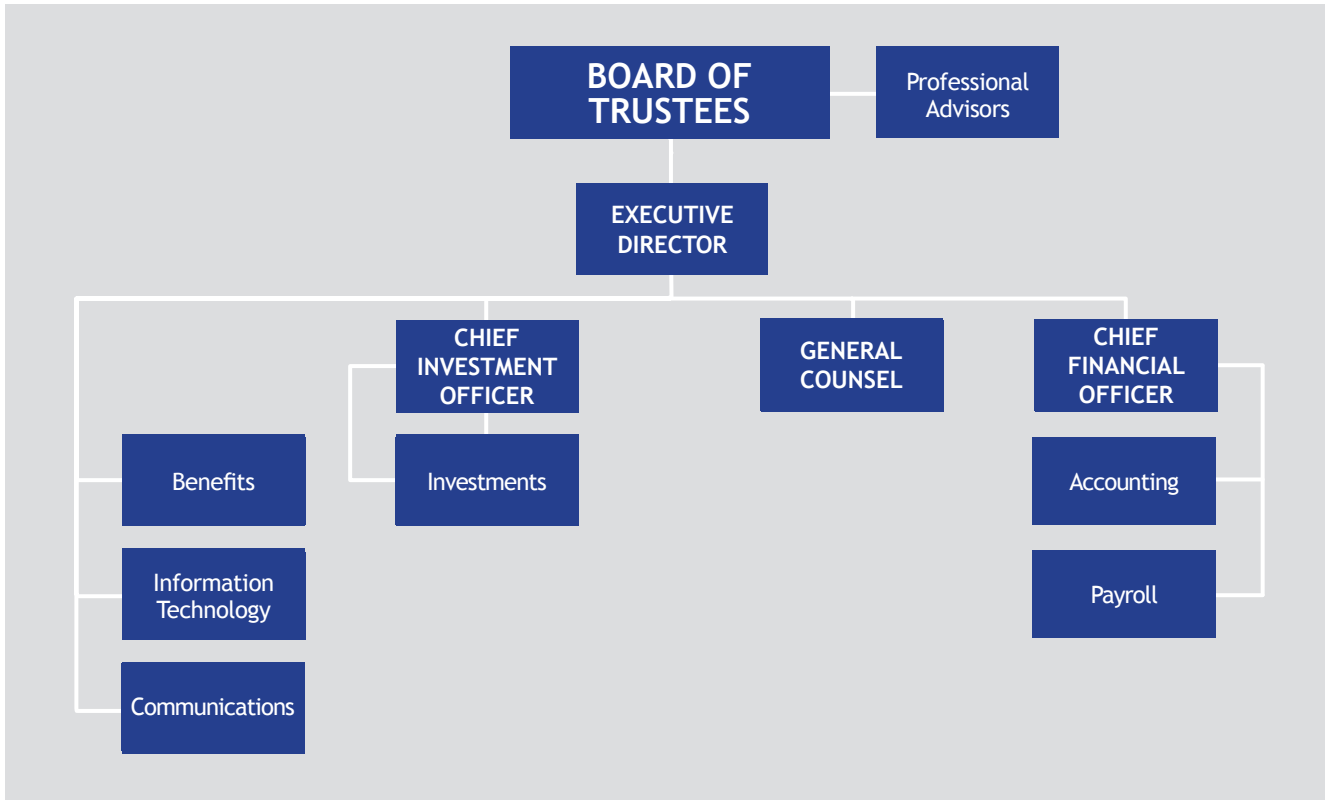 BOARD OF
TRUSTEES
Professional
Advisors
EXECUTIVE
DIRECTOR
CHIEF
INVESTMENT
OFFICER
GENERAL
COUNSEL
CHIEF
FINANCIAL
OFFICER
Benefits
Investments
Accounting
Information
Technology
Payroll
Communications